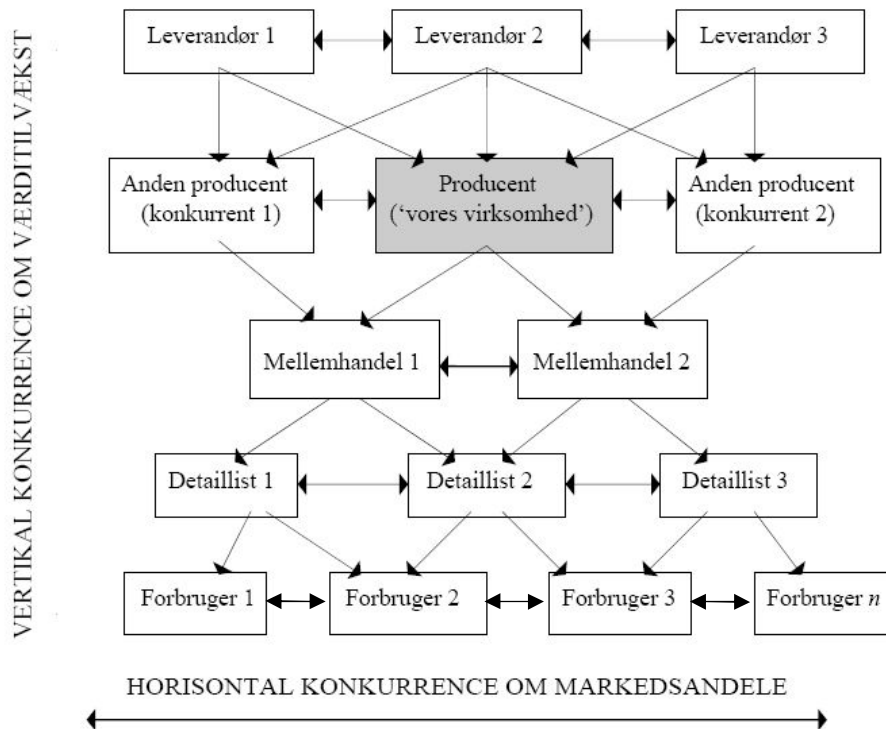 VERTIKAL KONKURRENCE OM VÆRDITILVÆKST
Leverandør 1
Leverandør 2
Leverandør 3
Anden producent
(konkurrent 1)
Producent
(‘vores virksomhed’)
Anden producent
(konkurrent 2)
Mellemhandel 1
Mellemhandel 2
Detaillist 1
Detaillist 2
Detaillist 3
Forbruger 1
Forbruger 2
Forbruger 3
Forbruger n
HORISONTAL KONKURRENCE OM MARKEDSANDELE